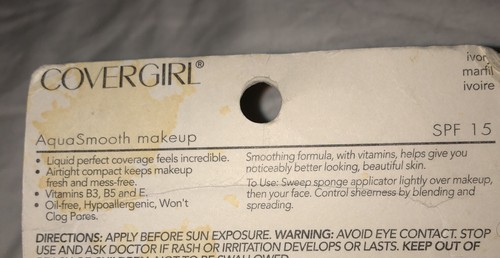 COVERGIRL®
marfil
ivoire
AquaSmooth makeup
SPF 15
• Liquid perfect coverage feels incredible.
• Airtight compact keeps makeup
fresh and mess-free.
• Vitamins B3, B5 and E.
• Oil-free, Hypoallergenic, Won't
Clog Pores.
Smoothing formula, with vitamins, helps give you
noticeably better looking, beautiful skin.
To Use: Sweep sponge applicator lightly over makeup,
then your face. Control sheerness by blending and
spreading.
DIRECTIONS: APPLY BEFORE SUN EXPOSURE. WARNING: AVOID EYE CONTACT. STOP
USE AND ASK DOCTOR IF RASH OR IRRITATION DEVELOPS OR LASTS. KEEP OUT OF